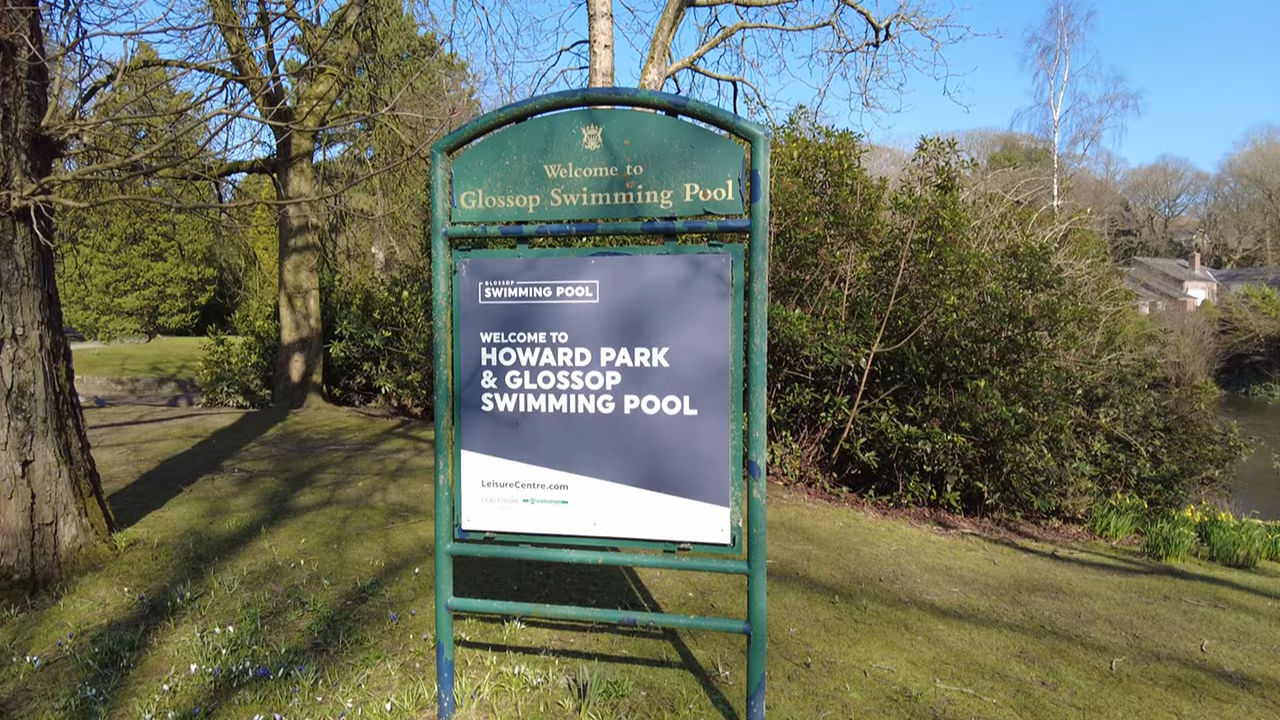 Welcome to
Glossop Swimming Pool
GLOSSOP
SWIMMING POOL
WELCOME TO
HOWARD PARK
& GLOSSOP
SWIMMING POOL
LeisureCentre.com